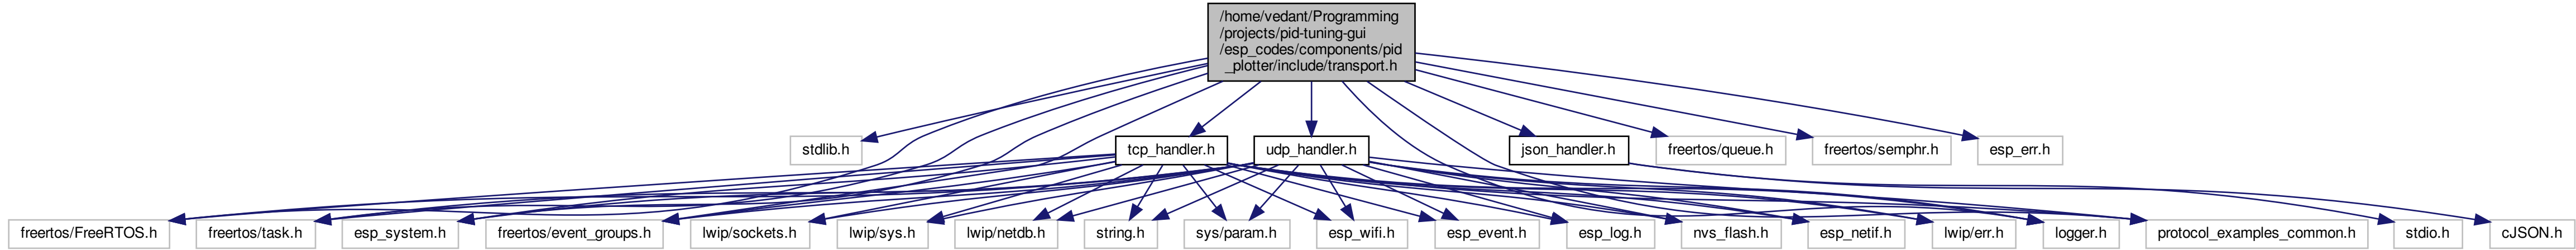 /home/vedant/Programming
/projects/pid-tuning-gui
/esp_codes/components/pid
_plotter/include/transport.h
stdlib.h
tcp_handler.h
udp_handler.h
json_handler.h
freertos/queue.h
freertos/semphr.h
esp_err.h
freertos/FreeRTOS.h
freertos/task.h
esp_system.h
freertos/event_groups.h
lwip/sockets.h
lwip/sys.h
lwip/netdb.h
string.h
sys/param.h
esp_wifi.h
esp_event.h
esp_log.h
nvs_flash.h
esp_netif.h
lwip/err.h
logger.h
protocol_examples_common.h
stdio.h
cJSON.h